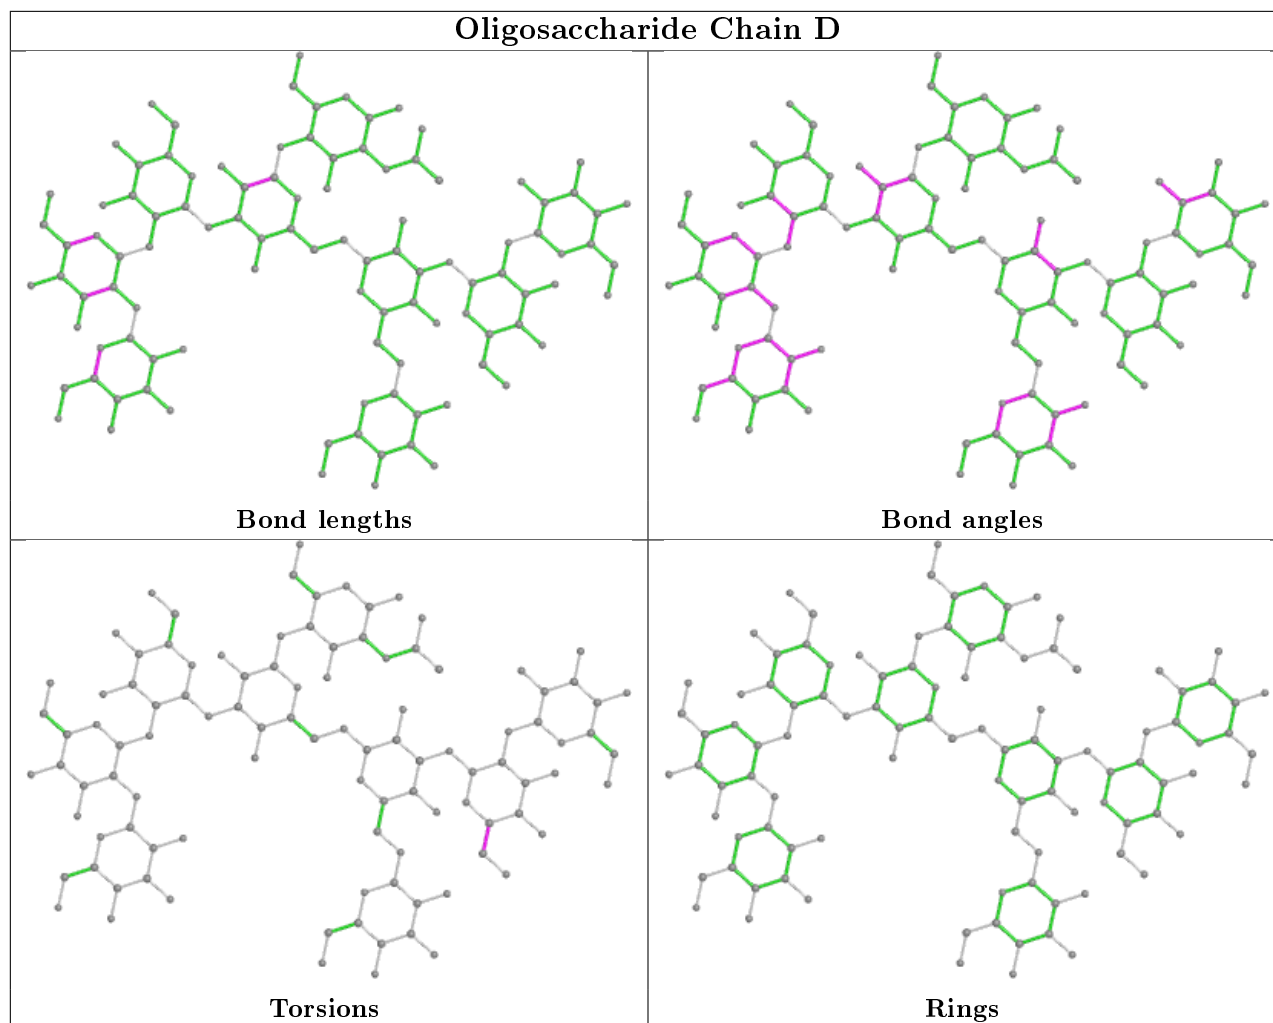 Oligosaccharide Chain D
Bond lengths
Bond angles
Torsions
Rings